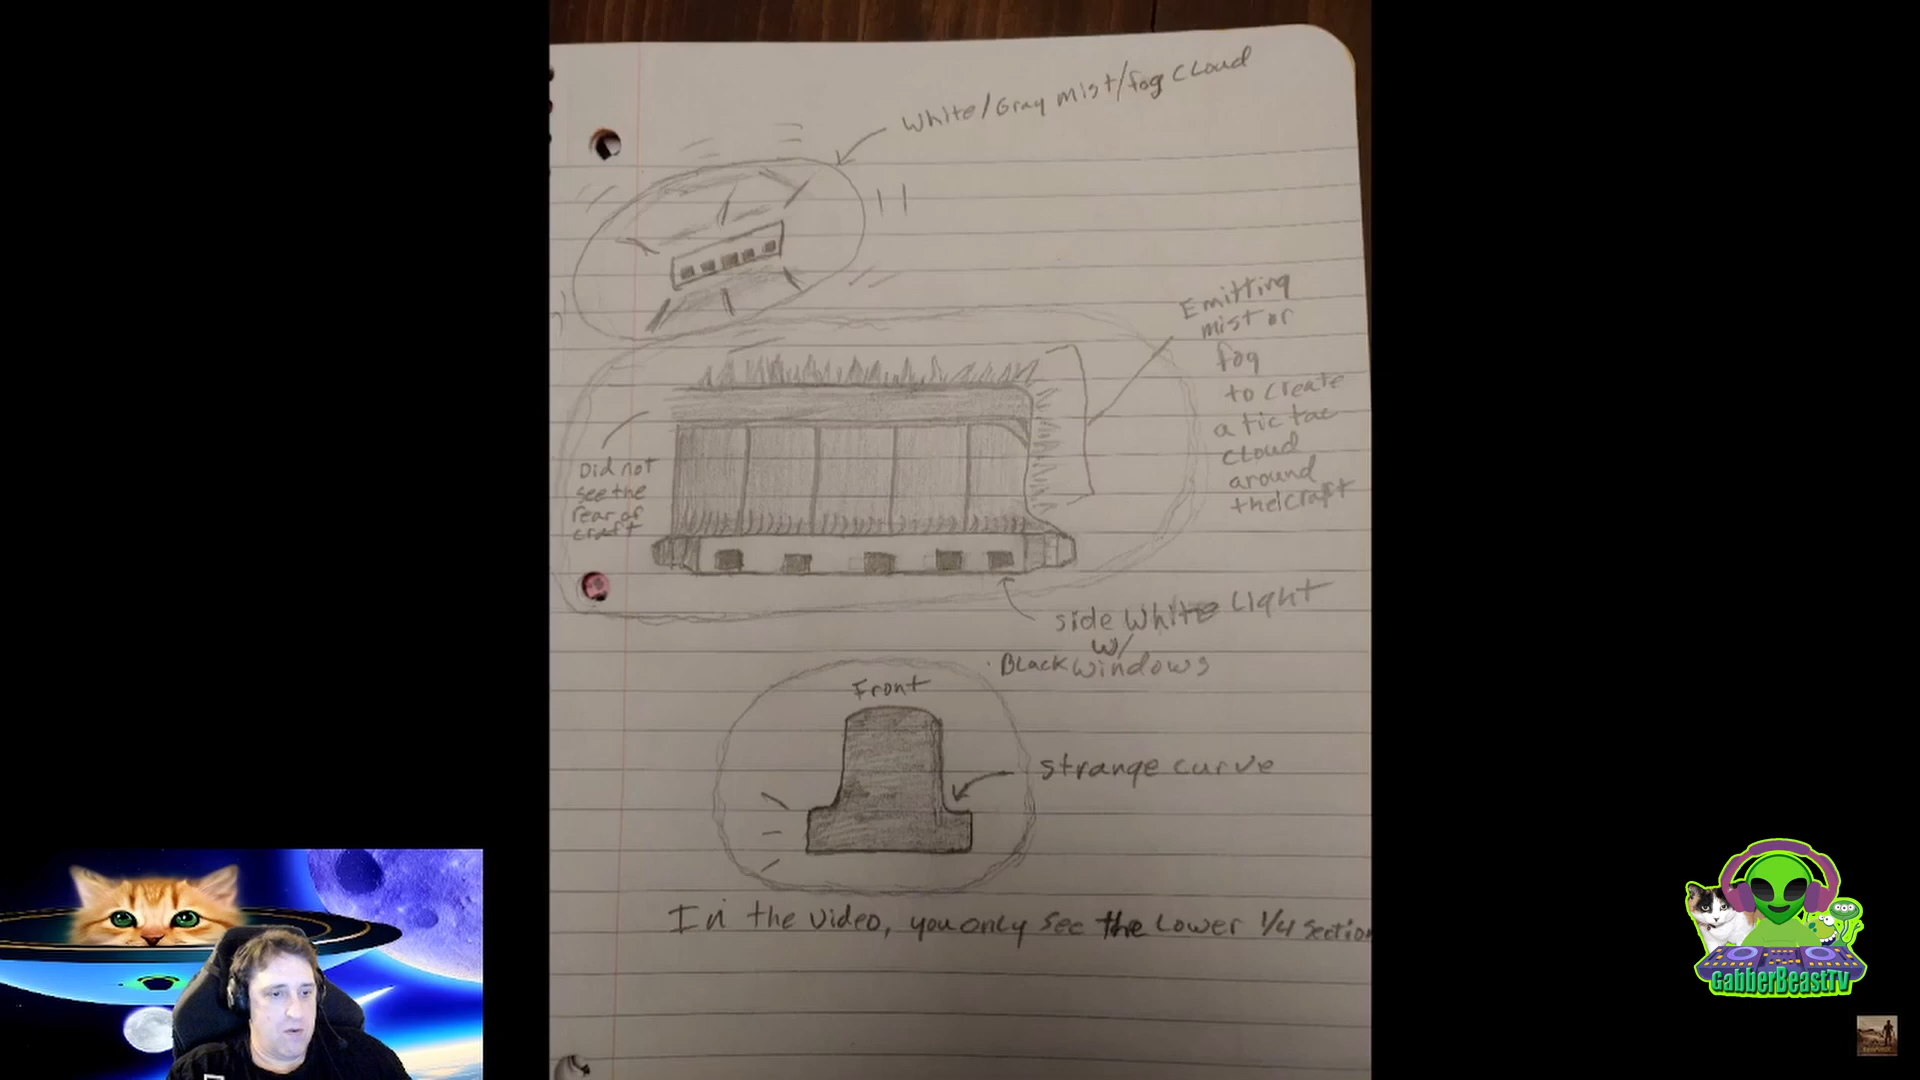 White/Gray mist/fog cloud
Emitting
mist or
fog
to create
a tic tac
cloud
around
the craft
Did not
see the
rear of
craft
side White Light
w/
Black windows
Front
strange curve
In the video, you only see the Lower 1/4 section
GabberBeastTV